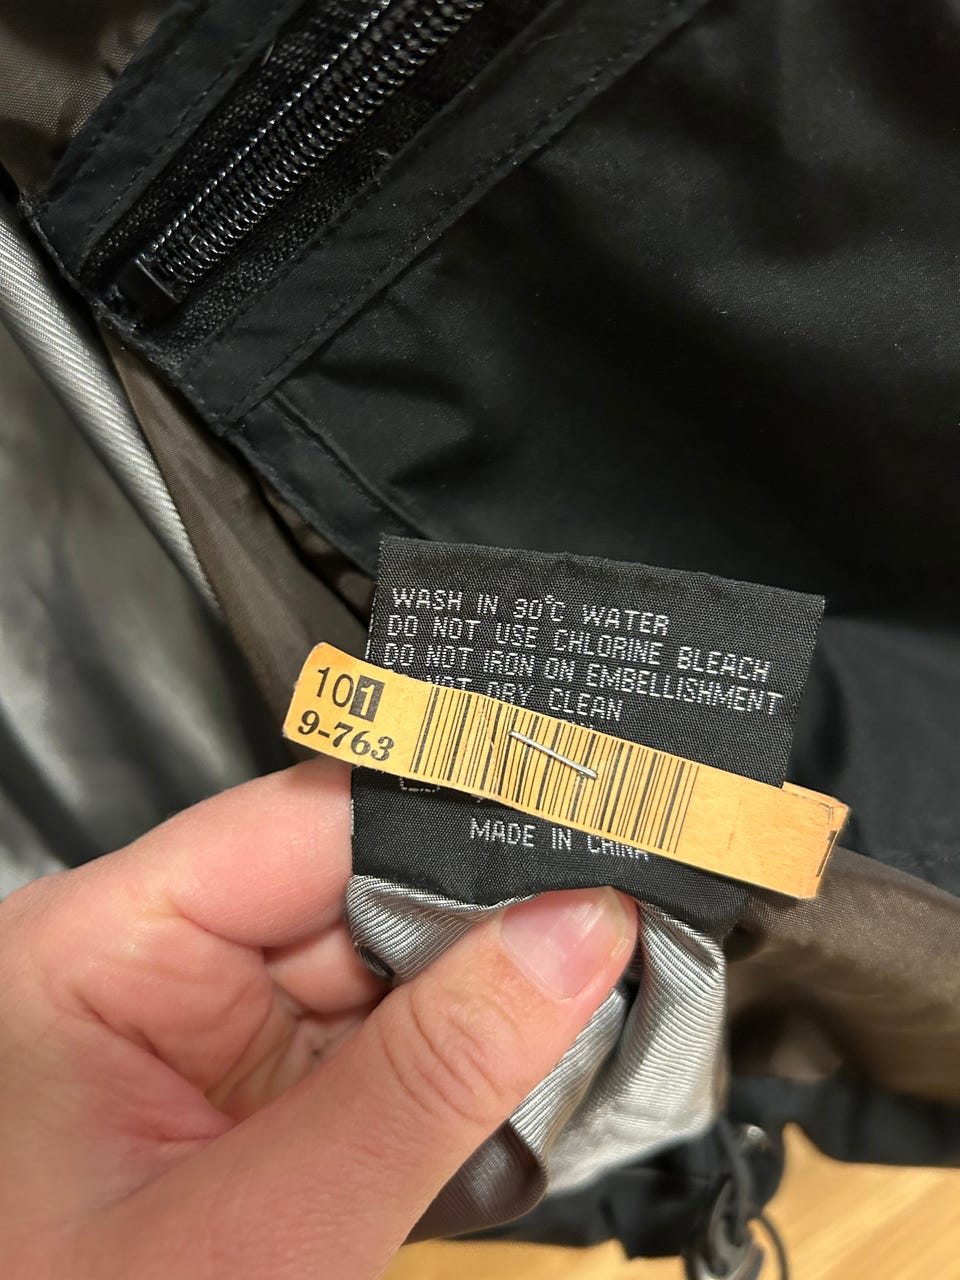 WASH IN 30°C WATER
DO NOT USE CHLORINE BLEACH
DO NOT IRON ON EMBELLISHMENT
NOT DRY CLEAN
101
9-763
MADE IN CHINA